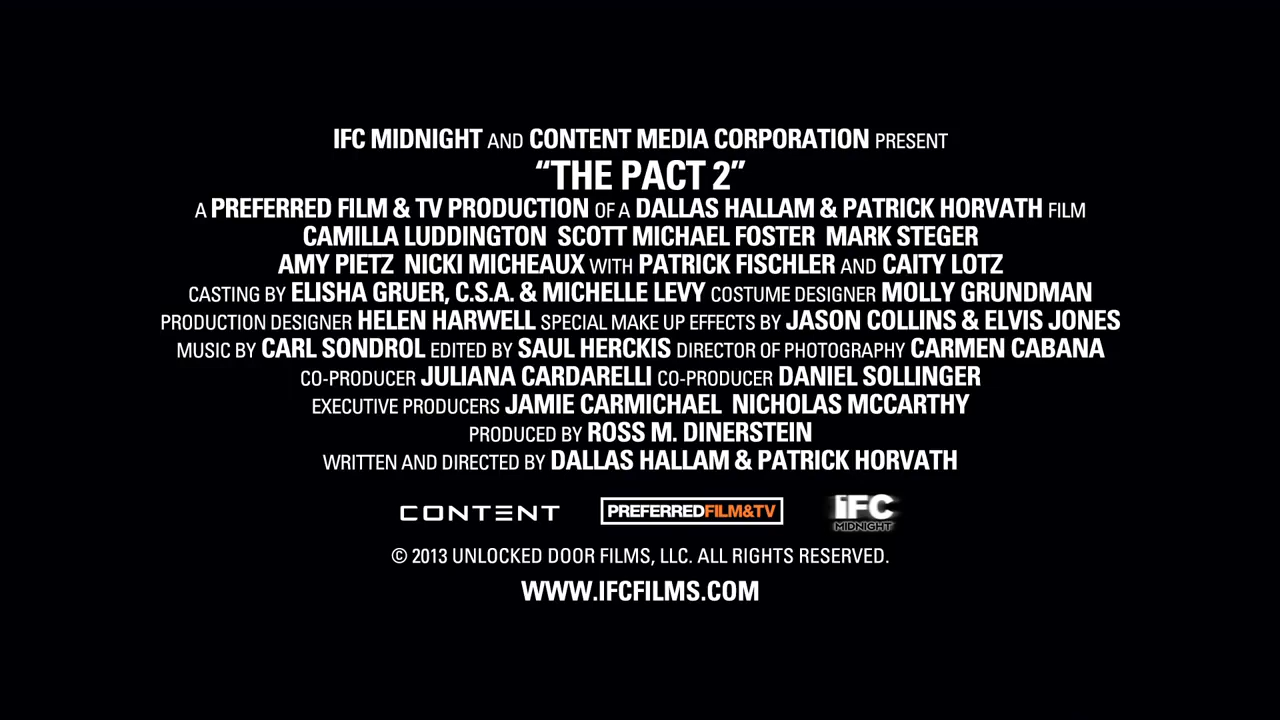 IFC MIDNIGHT AND CONTENT MEDIA CORPORATION PRESENT
“THE PACT 2”
A PREFERRED FILM & TV PRODUCTION OF A DALLAS HALLAM & PATRICK HORVATH FILM
CAMILLA LUDDINGTON SCOTT MICHAEL FOSTER MARK STEGER
AMY PIETZ NICKI MICHEAUX WITH PATRICK FISCHLER AND CAITY LOTZ
CASTING BY ELISHA GRUER, C.S.A. & MICHELLE LEVY COSTUME DESIGNER MOLLY GRUNDMAN
PRODUCTION DESIGNER HELEN HARWELL SPECIAL MAKE UP EFFECTS BY JASON COLLINS & ELVIS JONES
MUSIC BY CARL SONDROL EDITED BY SAUL HERCKIS DIRECTOR OF PHOTOGRAPHY CARMEN CABANA
CO-PRODUCER JULIANA CARDARELLI CO-PRODUCER DANIEL SOLLINGER
EXECUTIVE PRODUCERS JAMIE CARMICHAEL NICHOLAS MCCARTHY
PRODUCED BY ROSS M. DINERSTEIN
WRITTEN AND DIRECTED BY DALLAS HALLAM & PATRICK HORVATH
CONTENT PREFERREDFILM&TV IFC MIDNIGHT
© 2013 UNLOCKED DOOR FILMS, LLC. ALL RIGHTS RESERVED.
WWW.IFCFILMS.COM